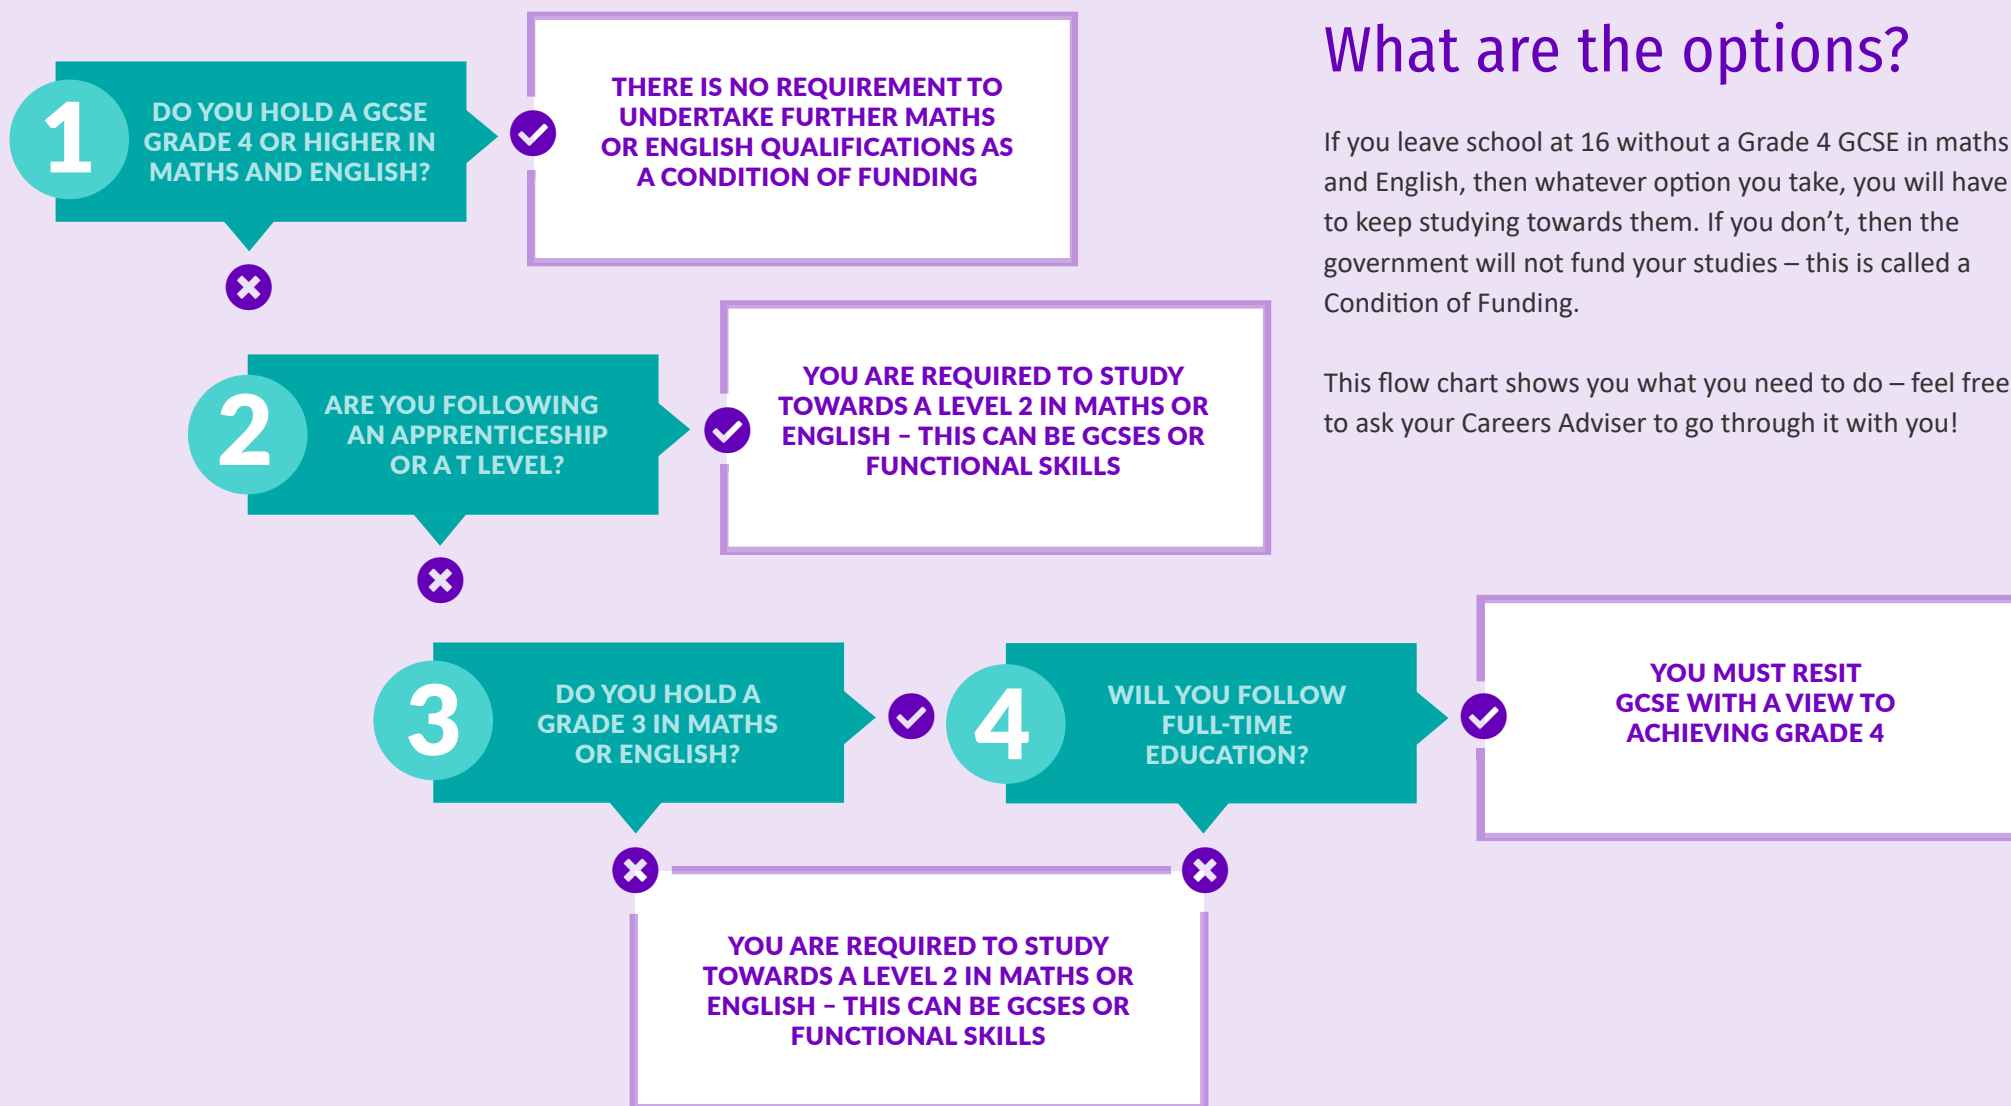 What are the options?
If you leave school at 16 without a Grade 4 GCSE in maths
and English, then whatever option you take, you will have
to keep studying towards them. If you don’t, then the
government will not fund your studies – this is called a
Condition of Funding.
This flow chart shows you what you need to do – feel free
to ask your Careers Adviser to go through it with you!
1
DO YOU HOLD A GCSE
GRADE 4 OR HIGHER IN
MATHS AND ENGLISH?
THERE IS NO REQUIREMENT TO
UNDERTAKE FURTHER MATHS
OR ENGLISH QUALIFICATIONS AS
A CONDITION OF FUNDING
2
ARE YOU FOLLOWING
AN APPRENTICESHIP
OR A T LEVEL?
YOU ARE REQUIRED TO STUDY
TOWARDS A LEVEL 2 IN MATHS OR
ENGLISH – THIS CAN BE GCSES OR
FUNCTIONAL SKILLS
3
DO YOU HOLD A
GRADE 3 IN MATHS
OR ENGLISH?
4
WILL YOU FOLLOW
FULL-TIME
EDUCATION?
YOU MUST RESIT
GCSE WITH A VIEW TO
ACHIEVING GRADE 4
YOU ARE REQUIRED TO STUDY
TOWARDS A LEVEL 2 IN MATHS OR
ENGLISH – THIS CAN BE GCSES OR
FUNCTIONAL SKILLS